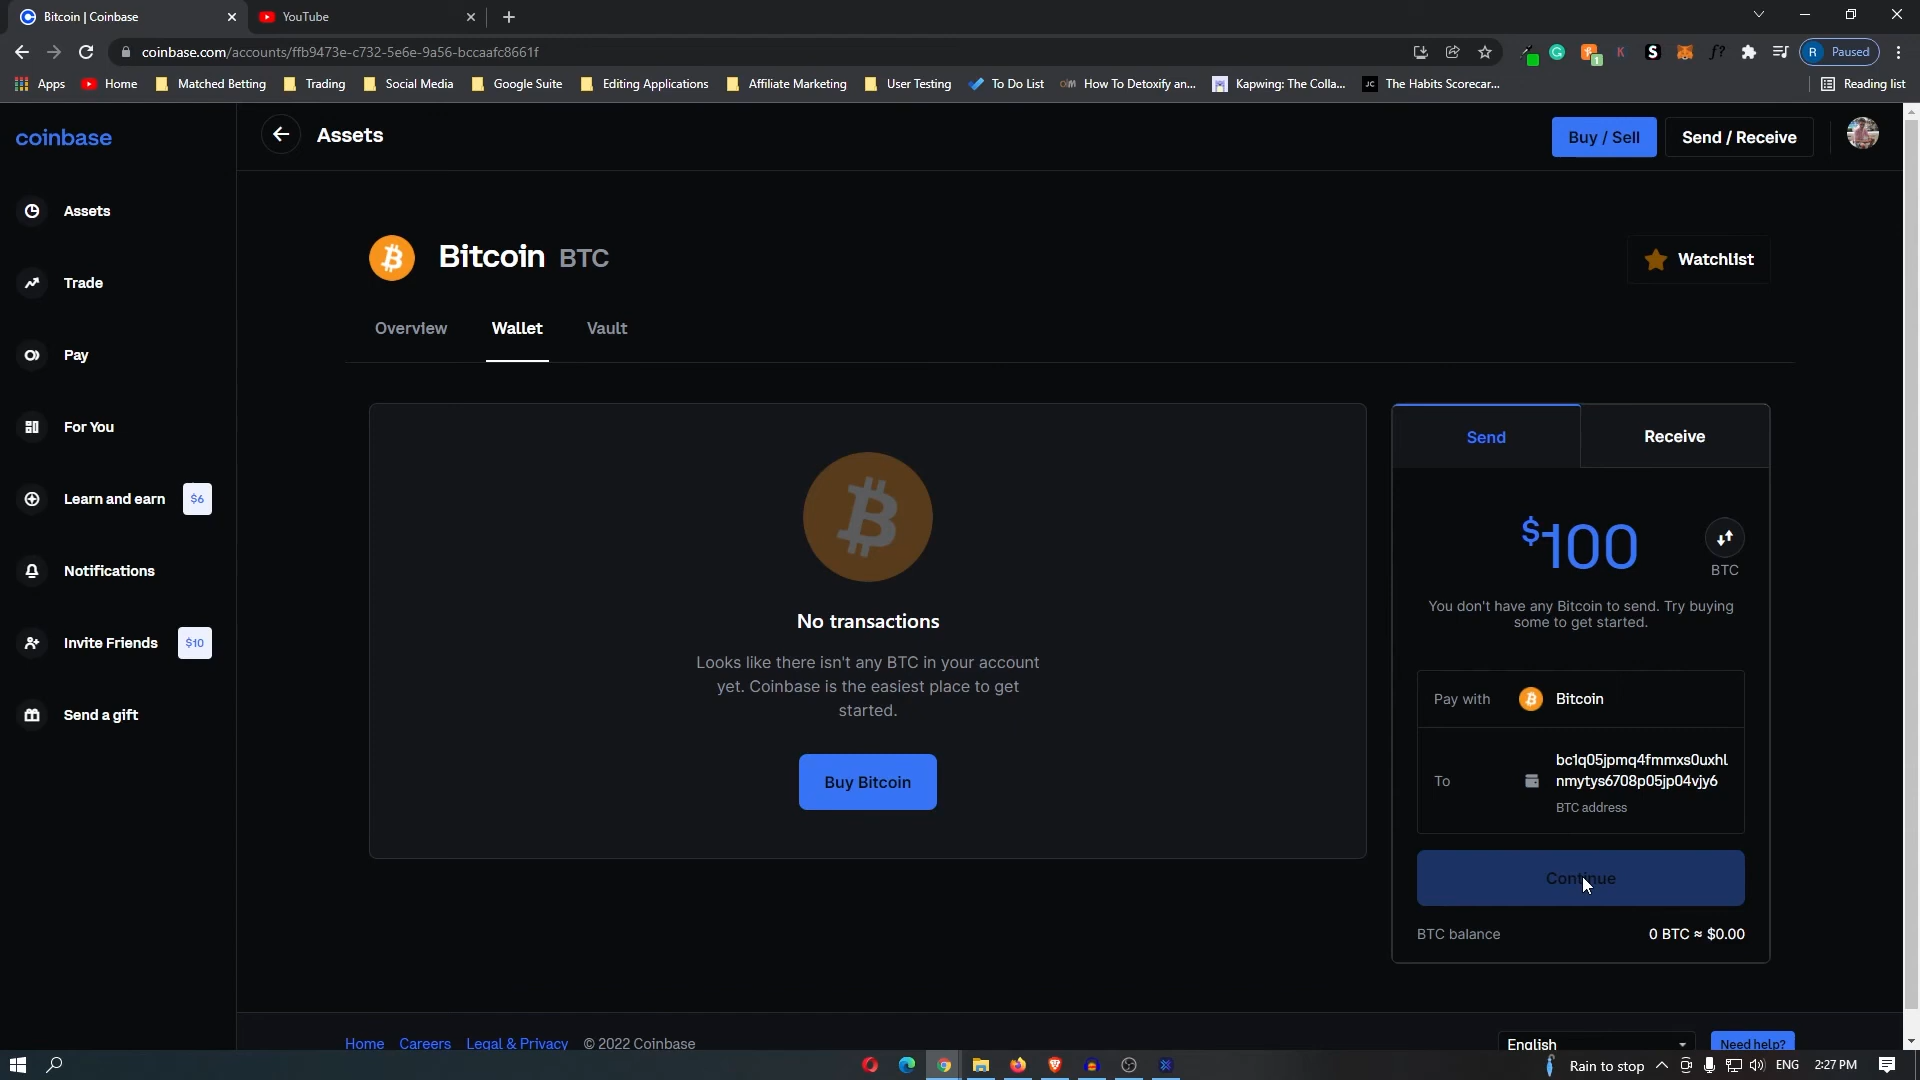 Bitcoin | Coinbase
YouTube
coinbase.com/accounts/ffb9473e-c732-5e6e-9a56-bccaafc8661f
R Paused
Apps
Home
Matched Betting
Trading
Social Media
Google Suite
Editing Applications
Affiliate Marketing
User Testing
To Do List
How To Detoxify an...
Kapwing: The Colla...
JC
The Habits Scorecar...
Reading list
coinbase
Assets
Buy / Sell
Send / Receive
Assets
Trade
Pay
For You
Learn and earn
$6
Notifications
Invite Friends
$10
Send a gift
Bitcoin BTC
Watchlist
Overview
Wallet
Vault
No transactions
Looks like there isn't any BTC in your account
yet. Coinbase is the easiest place to get
started.
Buy Bitcoin
Send
Receive
$100
BTC
You don't have any Bitcoin to send. Try buying
some to get started.
Pay with
Bitcoin
To
bc1q05jpmq4fmmxs0uxhl
nmytys6708p05jp04vjy6
BTC address
Continue
BTC balance
0 BTC ≈ $0.00
Home
Careers
Legal & Privacy
© 2022 Coinbase
English
Need help?
Rain to stop
ENG
2:27 PM